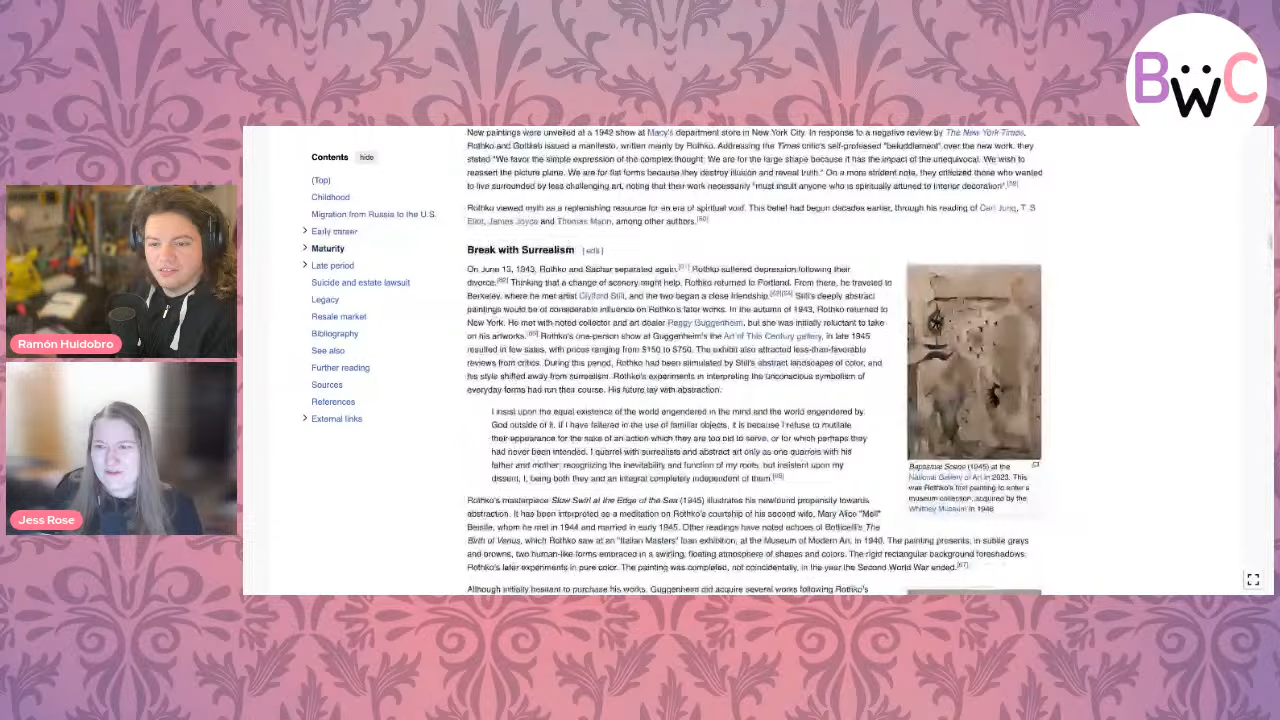 BWC
New paintings were unveiled at a 1942 show at Macy's department store in New York City. In response to a negative review by The New York Times,
Rothko and Gottlieb issued a manifesto, written mainly by Rothko. Addressing the Times critic's self-professed "befuddlement" over the new work, they
stated "We favor the simple expression of the complex thought. We are for the large shape because it has the impact of the unequivocal. We wish to
reassert the picture plane. We are for flat forms because they destroy illusion and reveal truth." On a more strident note, they criticized those who wanted
to live surrounded by less challenging art, noting that their work necessarily "must insult anyone who is spiritually attuned to interior decoration".[59]
Rothko viewed myth as a replenishing resource for an era of spiritual void. This belief had begun decades earlier, through his reading of Carl Jung, T. S.
Eliot, James Joyce and Thomas Mann, among other authors.[60]
Contents hide
(Top)
Childhood
Migration from Russia to the U.S.
Early career
Maturity
Late period
Suicide and estate lawsuit
Legacy
Resale market
Bibliography
See also
Further reading
Sources
References
External links
Break with Surrealism [edit]
On June 13, 1943, Rothko and Sachar separated again.[61] Rothko suffered depression following their
divorce.[62] Thinking that a change of scenery might help, Rothko returned to Portland. From there, he traveled to
Berkeley, where he met artist Clyfford Still, and the two began a close friendship.[63][64] Still's deeply abstract
paintings would be of considerable influence on Rothko's later works. In the autumn of 1943, Rothko returned to
New York. He met with noted collector and art dealer Peggy Guggenheim, but she was initially reluctant to take
on his artworks.[65] Rothko's one-person show at Guggenheim's the Art of This Century gallery, in late 1945
resulted in few sales, with prices ranging from $150 to $750. The exhibit also attracted less-than-favorable
reviews from critics. During this period, Rothko had been stimulated by Still's abstract landscapes of color, and
his style shifted away from surrealism. Rothko's experiments in interpreting the unconscious symbolism of
everyday forms had run their course. His future lay with abstraction:
I insist upon the equal existence of the world engendered in the mind and the world engendered by
God outside of it. If I have faltered in the use of familiar objects, it is because I refuse to mutilate
their appearance for the sake of an action which they are too old to serve, or for which perhaps they
had never been intended. I quarrel with surrealists and abstract art only as one quarrels with his
father and mother; recognizing the inevitability and function of my roots, but insistent upon my
dissent; I, being both they and an integral completely independent of them.[66]
Baptismal Scene (1945) at the
National Gallery of Art in 2023. This
was Rothko's first painting to enter a
museum collection, acquired by the
Whitney Museum in 1946
Rothko's masterpiece Slow Swirl at the Edge of the Sea (1945) illustrates his newfound propensity towards
abstraction. It has been interpreted as a meditation on Rothko's courtship of his second wife, Mary Alice "Mell"
Beistle, whom he met in 1944 and married in early 1945. Other readings have noted echoes of Botticelli's The
Birth of Venus, which Rothko saw at an "Italian Masters" loan exhibition, at the Museum of Modern Art, in 1940. The painting presents, in subtle grays
and browns, two human-like forms embraced in a swirling, floating atmosphere of shapes and colors. The rigid rectangular background foreshadows
Rothko's later experiments in pure color. The painting was completed, not coincidentally, in the year the Second World War ended.[67]
Although initially hesitant to purchase his works, Guggenheim did acquire several works following Rothko's
Ramón Huidobro
Jess Rose